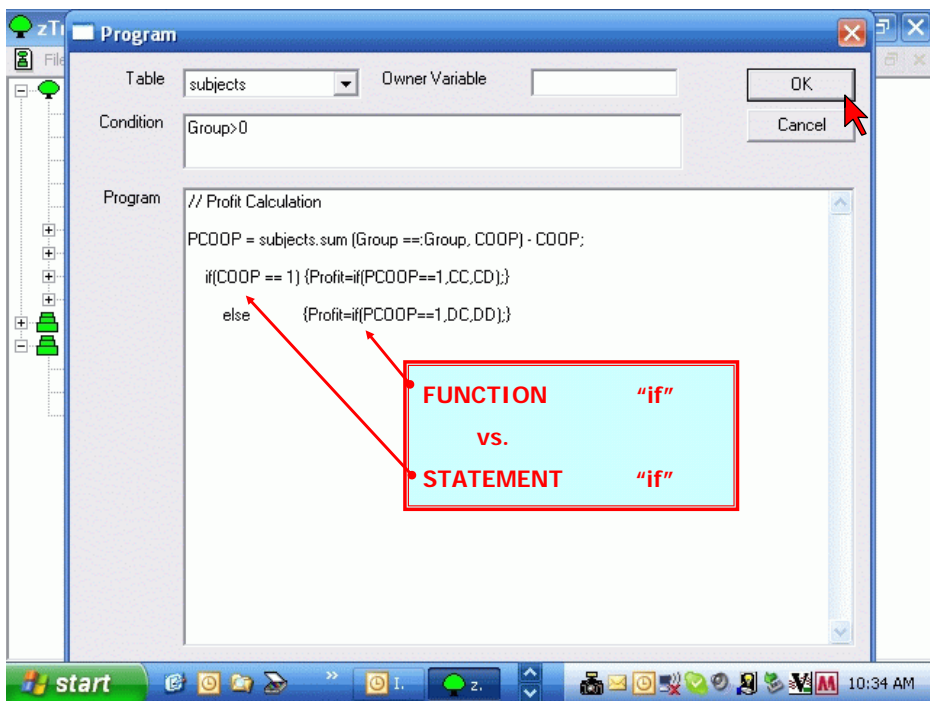 zTr
Program
File
Table
subjects
Owner Variable
OK
Condition
Group>0
Cancel
Program
// Profit Calculation
PCOOP = subjects.sum (Group ==:Group, COOP) - COOP;
if(COOP == 1) {Profit=if(PCOOP==1,CC,CD);}
else {Profit=if(PCOOP==1,DC,DD);}
FUNCTION “if”
vs.
STATEMENT “if”
start
I.
z.
10:34 AM